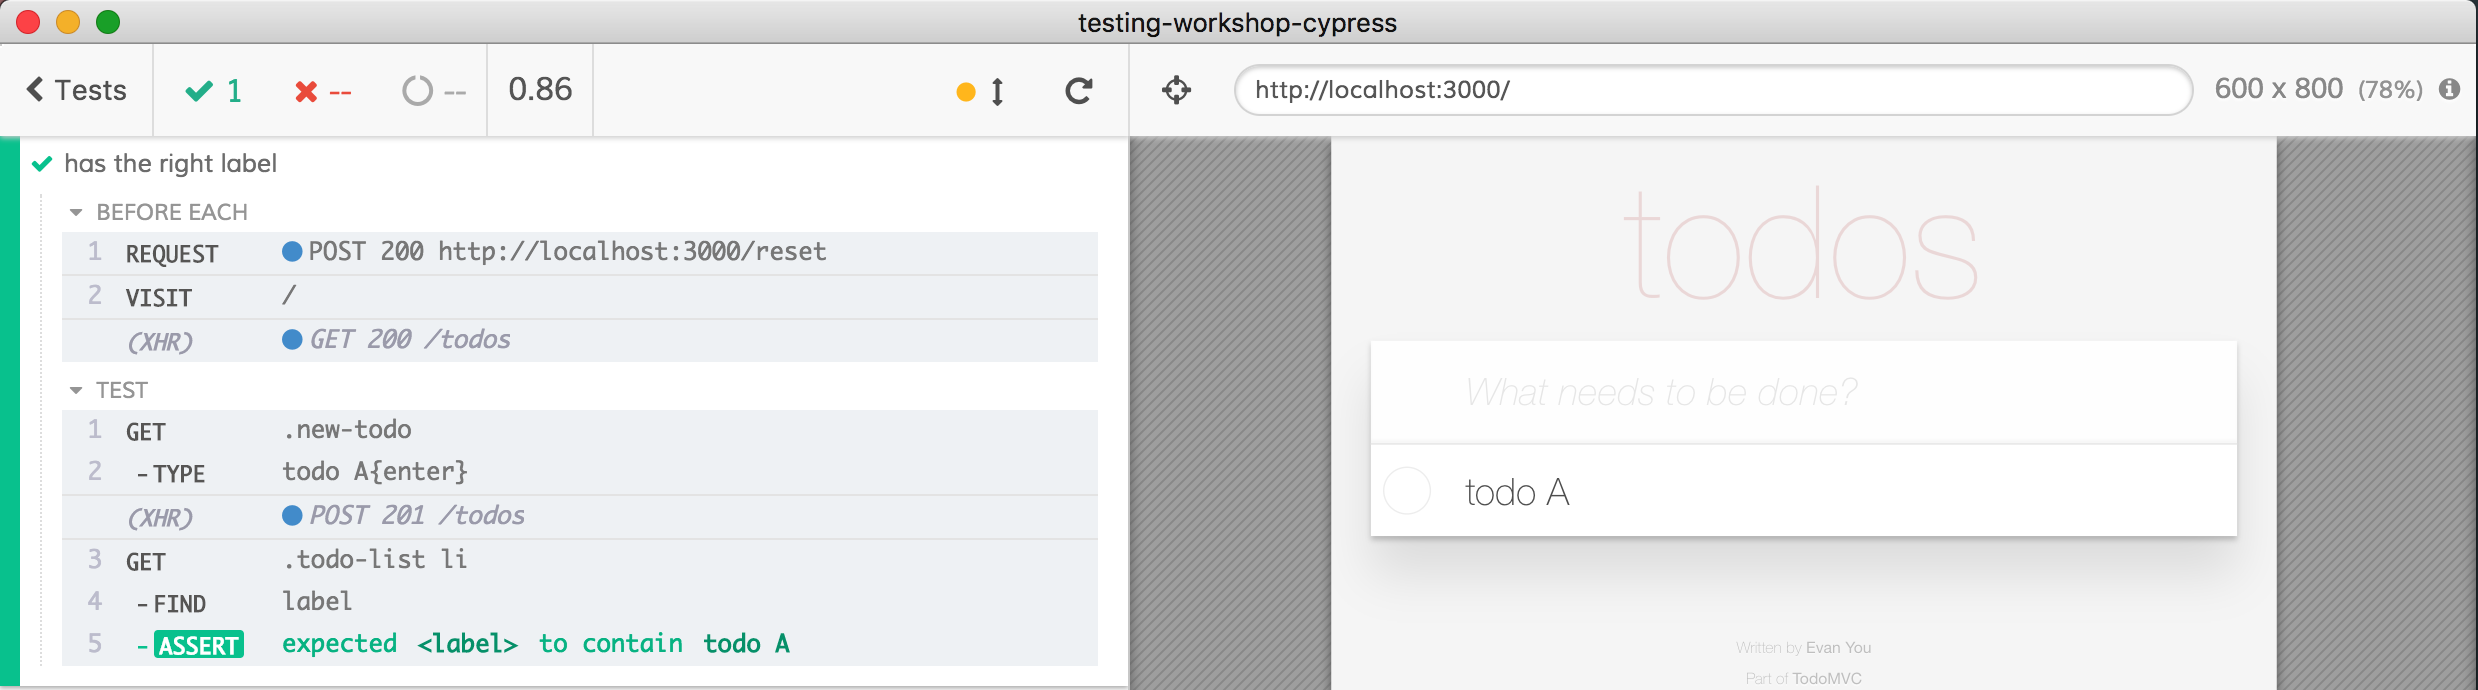 testing-workshop-cypress
Tests 1 -- -- 0.86
http://localhost:3000/ 600 x 800 (78%)
has the right label
BEFORE EACH
1 REQUEST POST 200 http://localhost:3000/reset
2 VISIT /
(XHR) GET 200 /todos
TEST
1 GET .new-todo
2 -TYPE todo A{enter}
(XHR) POST 201 /todos
3 GET .todo-list li
4 -FIND label
5 -ASSERT expected <label> to contain todo A
todos
What needs to be done?
todo A
Written by Evan You
Part of TodoMVC